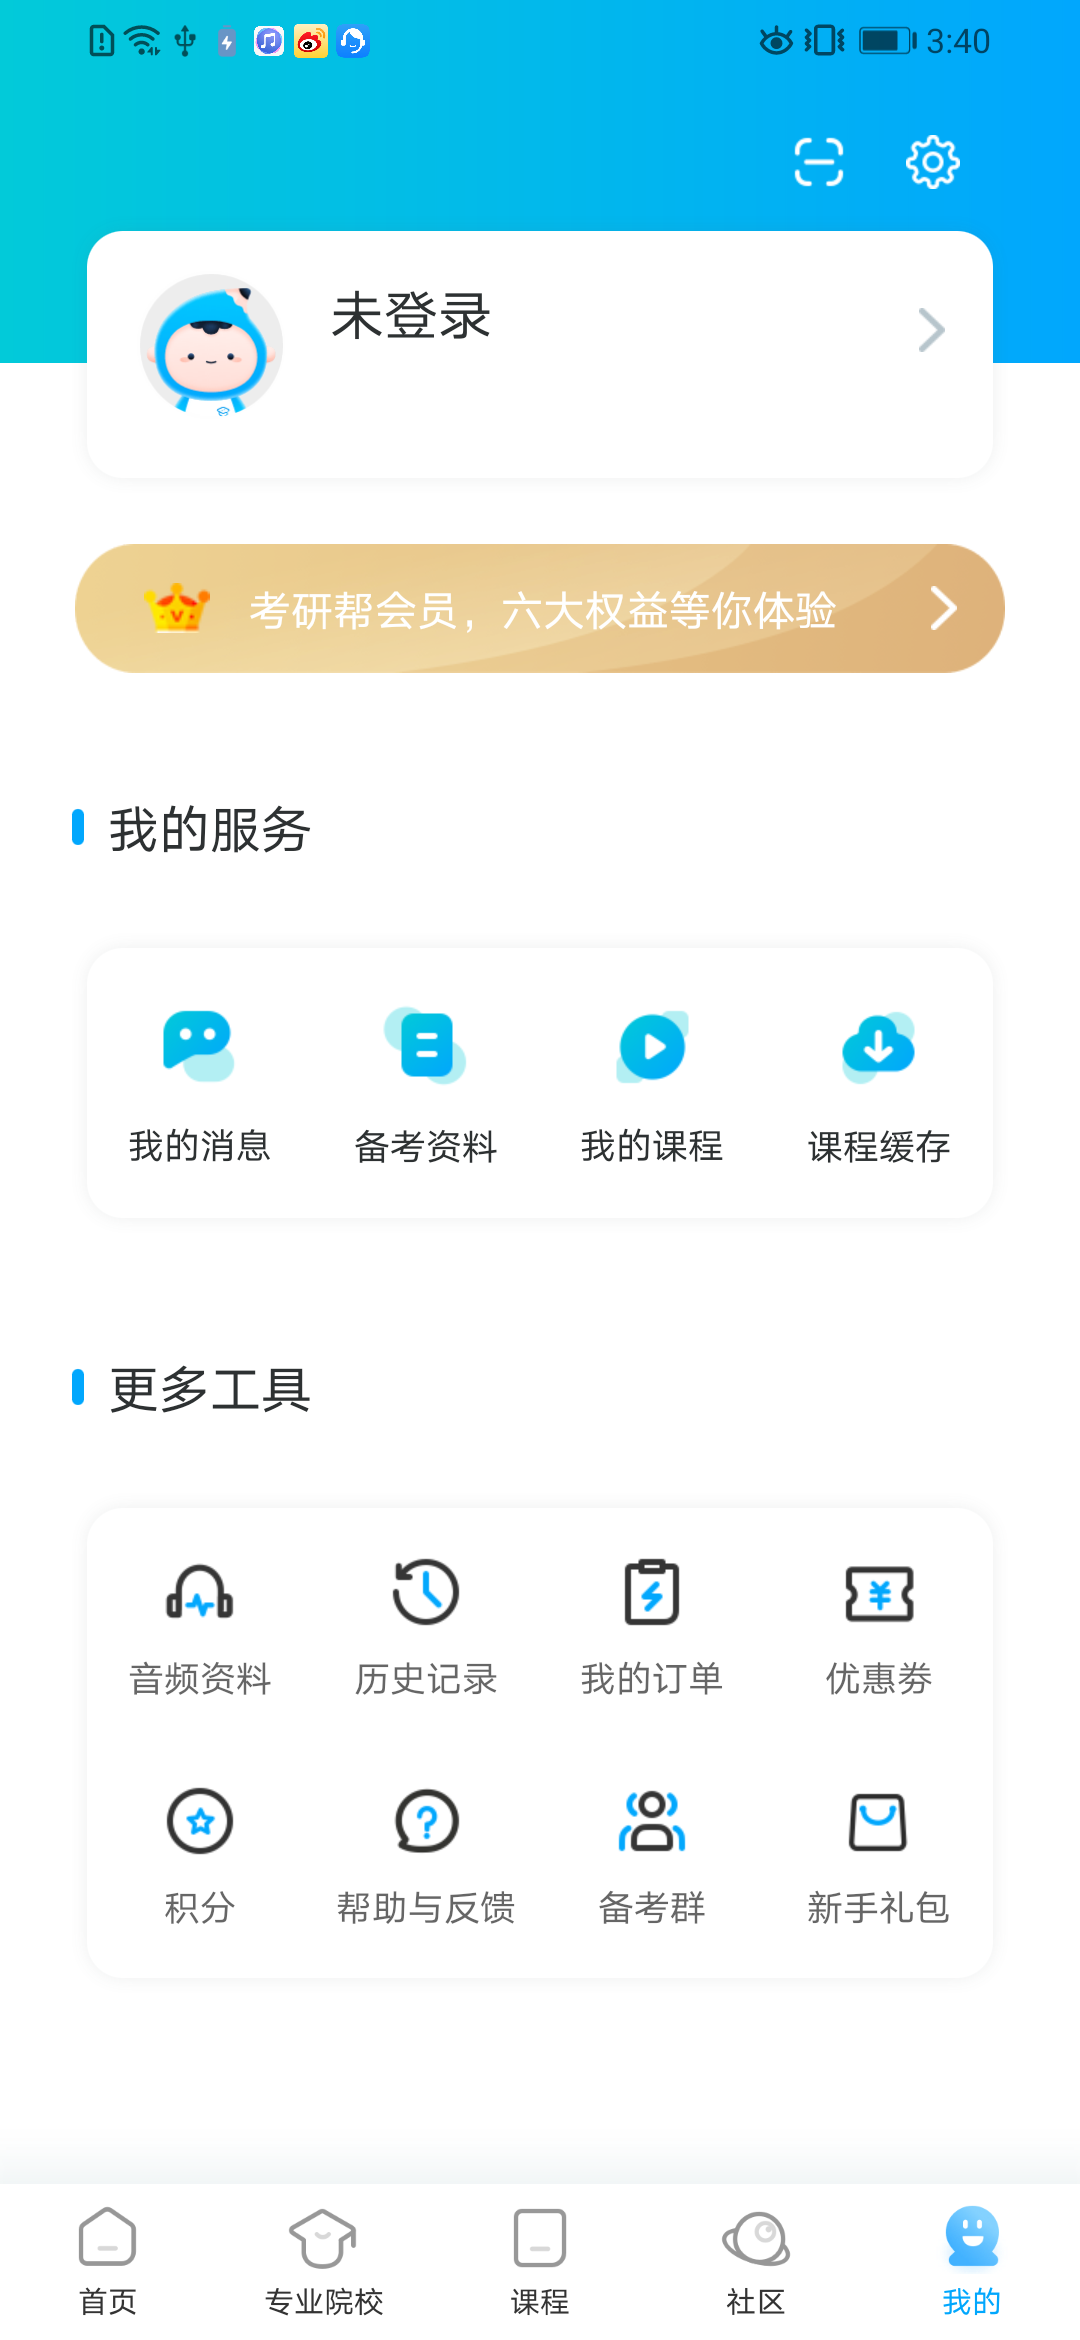 3:40
未登录
考研帮会员，六大权益等你体验
我的服务
我的消息 备考资料 我的课程 课程缓存
更多工具
音频资料 历史记录 我的订单 优惠券
积分 帮助与反馈 备考群 新手礼包
首页 专业院校 课程 社区 我的